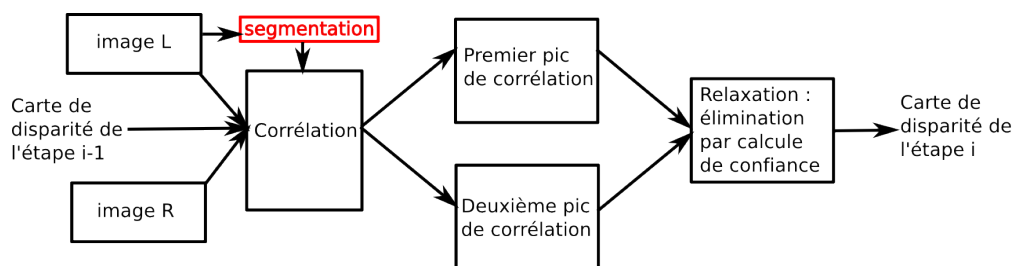 image L
segmentation
Carte de
disparité de
l'étape i-1
image R
Corrélation
Premier pic
de corrélation
Deuxième pic
de corrélation
Relaxation :
élimination
par calcule
de confiance
Carte de
disparité de
l'étape i